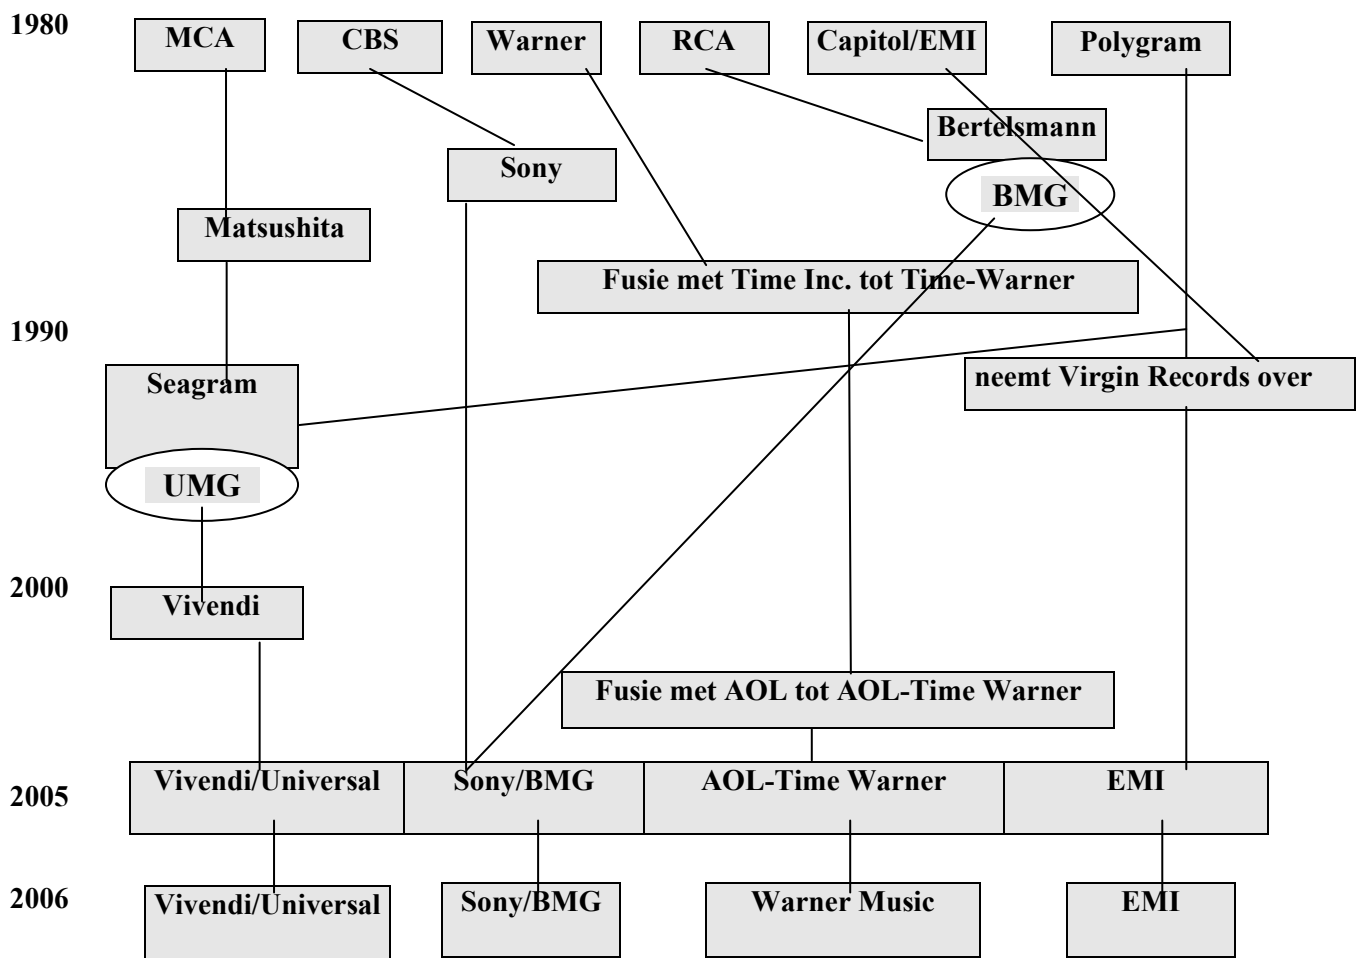 1980
MCA
CBS
Warner
RCA
Capitol/EMI
Polygram
Bertelsmann
Sony
BMG
Matsushita
Fusie met Time Inc. tot Time-Warner
1990
Seagram
neemt Virgin Records over
UMG
2000
Vivendi
Fusie met AOL tot AOL-Time Warner
2005
Vivendi/Universal
Sony/BMG
AOL-Time Warner
EMI
2006
Vivendi/Universal
Sony/BMG
Warner Music
EMI